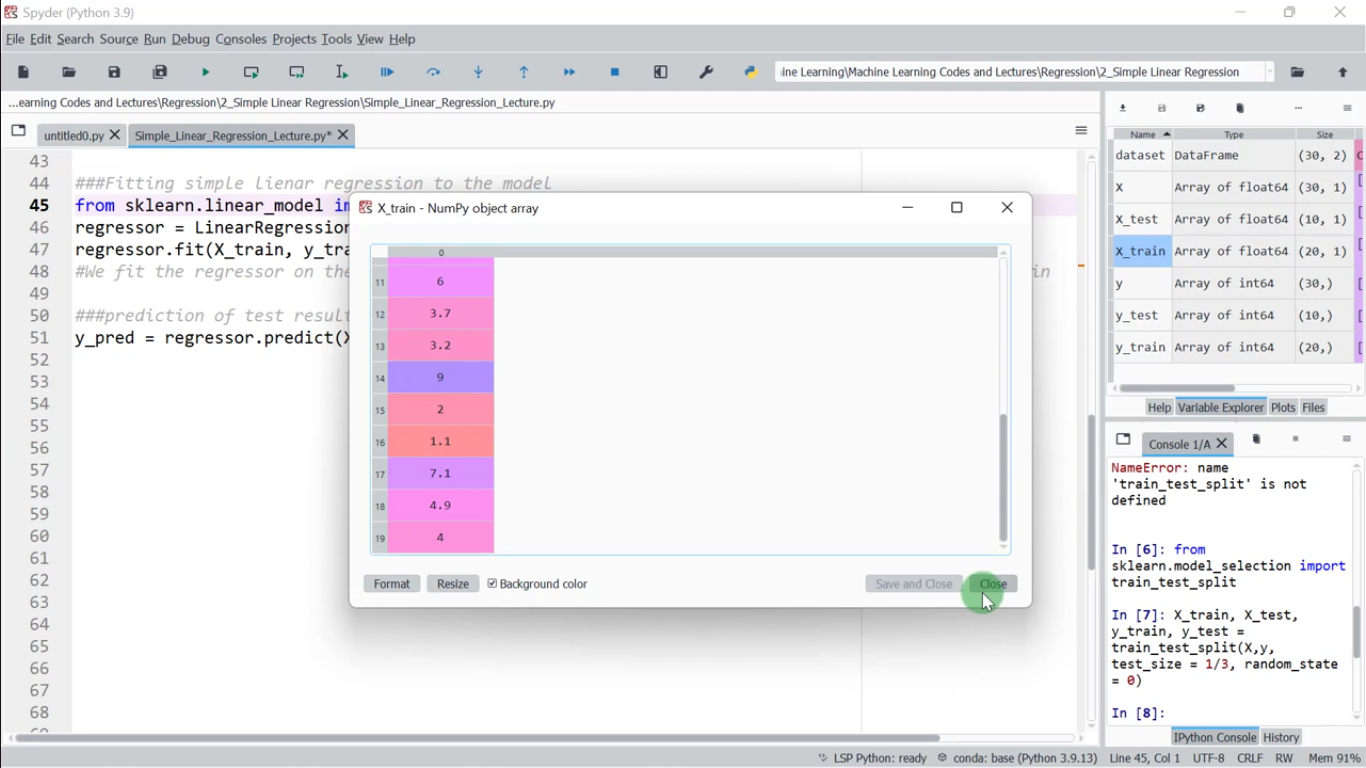 Spyder (Python 3.9)
File Edit Search Source Run Debug Consoles Projects Tools View Help
ine Learning\Machine Learning Codes and Lectures\Regression\2_Simple Linear Regression
...earning Codes and Lectures\Regression\2_Simple Linear Regression\Simple_Linear_Regression_Lecture.py
untitled0.py
Simple_Linear_Regression_Lecture.py*
43
44 ###Fitting simple lienar regression to the model
45 from sklearn.linear_model im
46 regressor = LinearRegression
47 regressor.fit(X_train, y_tra
48 #We fit the regressor on the in
49
50 ###prediction of test result
51 y_pred = regressor.predict(X
52
53
54
55
56
57
58
59
60
61
62
63
64
65
66
67
68
X_train - NumPy object array
0
11 6
12 3.7
13 3.2
14 9
15 2
16 1.1
17 7.1
18 4.9
19 4
Format Resize Background color Save and Close Close
Name Type Size
dataset DataFrame (30, 2)
X Array of float64 (30, 1)
X_test Array of float64 (10, 1)
X_train Array of float64 (20, 1)
y Array of int64 (30,)
y_test Array of int64 (10,)
y_train Array of int64 (20,)
Help Variable Explorer Plots Files
Console 1/A
NameError: name
'train_test_split' is not
defined
In [6]: from
sklearn.model_selection import
train_test_split
In [7]: X_train, X_test,
y_train, y_test =
train_test_split(X,y,
test_size = 1/3, random_state
= 0)
In [8]:
IPython Console History
LSP Python: ready conda: base (Python 3.9.13) Line 45, Col 1 UTF-8 CRLF RW Mem 91%